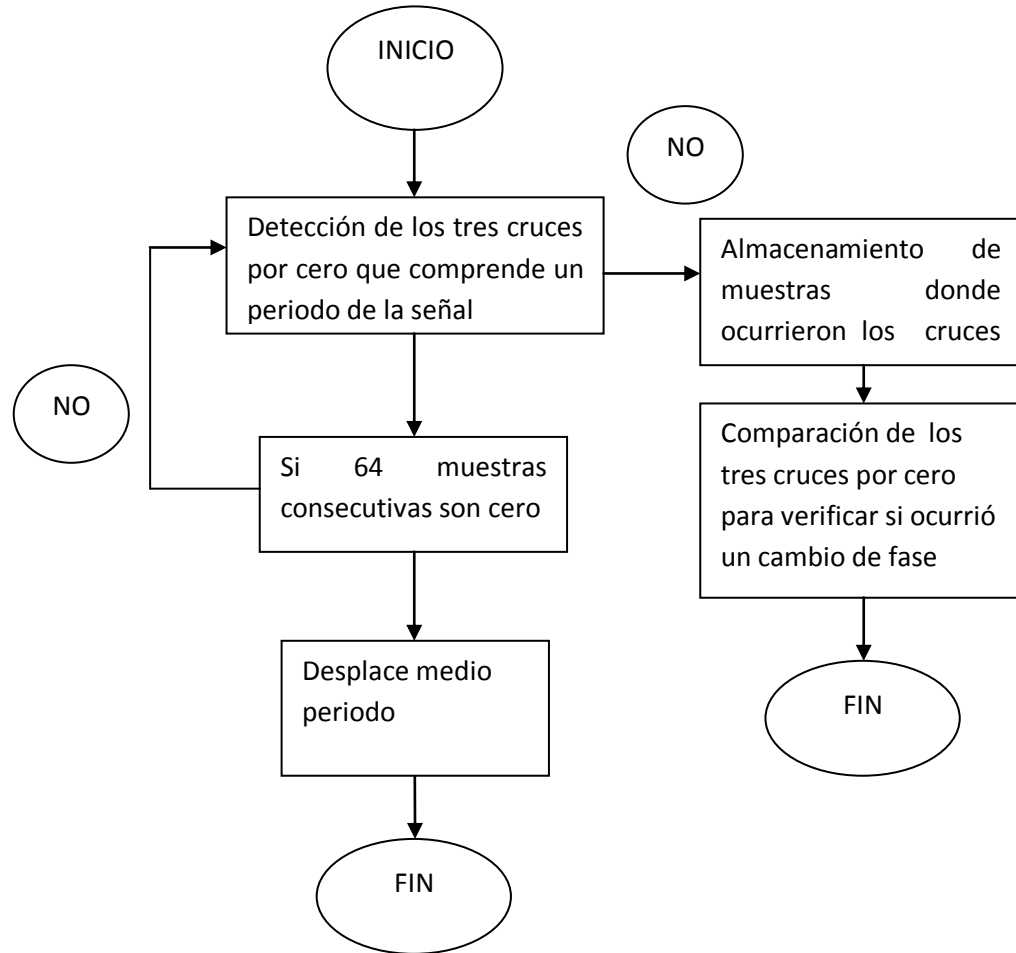 INICIO
NO
Detección de los tres cruces
por cero que comprende un
periodo de la señal
Almacenamiento de
muestras donde
ocurrieron los cruces
NO
Si 64 muestras
consecutivas son cero
Comparación de los
tres cruces por cero
para verificar si ocurrió
un cambio de fase
Desplace medio
periodo
FIN
FIN